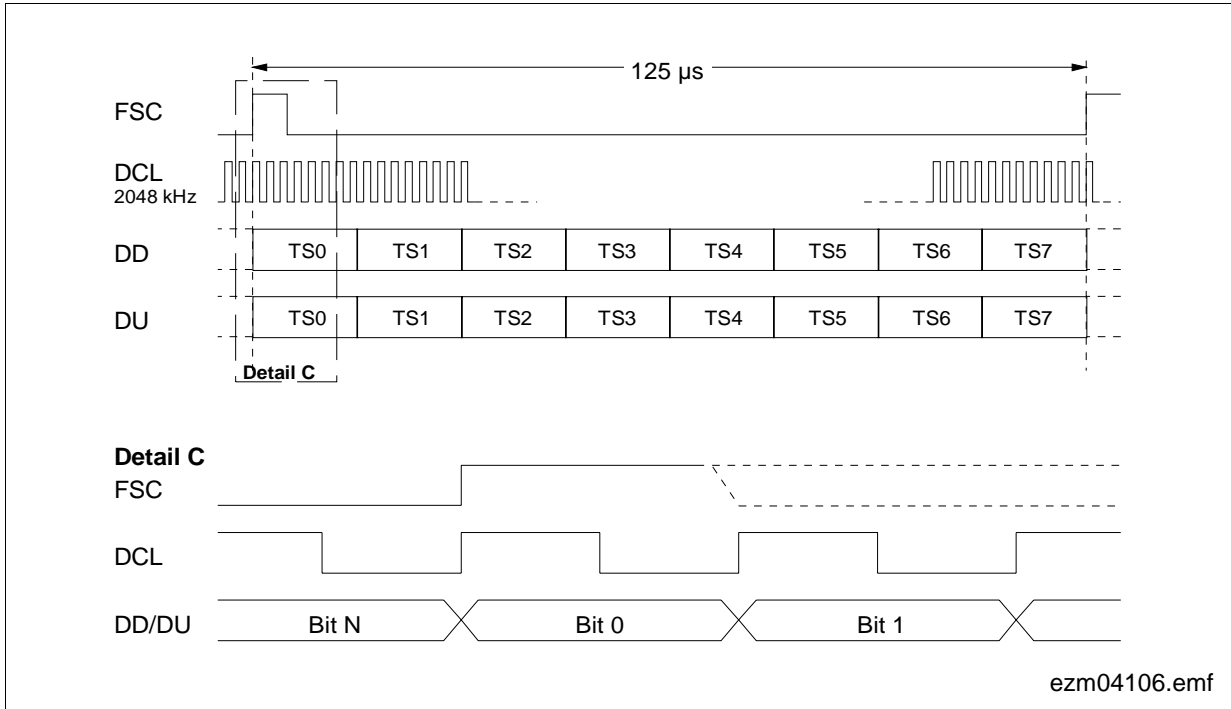 125 µs
FSC
DCL
2048 kHz
DD TS0 TS1 TS2 TS3 TS4 TS5 TS6 TS7
DU TS0 TS1 TS2 TS3 TS4 TS5 TS6 TS7
Detail C
Detail C
FSC
DCL
DD/DU Bit N Bit 0 Bit 1
ezm04106.emf